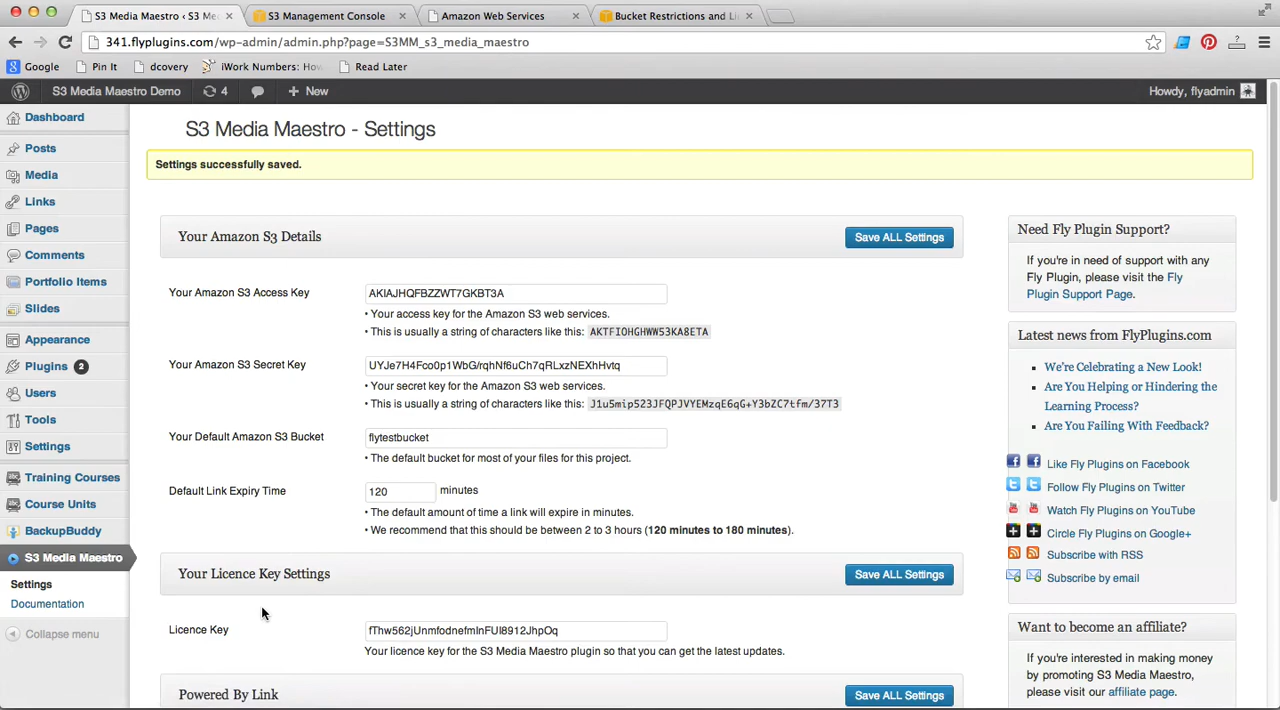 S3 Media Maestro ‹ S3 Me
S3 Management Console
Amazon Web Services
Bucket Restrictions and Li
341.flyplugins.com/wp-admin/admin.php?page=S3MM_s3_media_maestro
Google
Pin It
dcovery
iWork Numbers: How
Read Later
S3 Media Maestro Demo
4
New
Howdy, flyadmin
Dashboard
Posts
Media
Links
Pages
Comments
Portfolio Items
Slides
Appearance
Plugins 2
Users
Tools
Settings
Training Courses
Course Units
BackupBuddy
S3 Media Maestro
Settings
Documentation
Collapse menu
S3 Media Maestro - Settings
Settings successfully saved.
Your Amazon S3 Details
Save ALL Settings
Your Amazon S3 Access Key
AKIAJHQFBZZWT7GKBT3A
• Your access key for the Amazon S3 web services.
• This is usually a string of characters like this: AKTFIOHGHWW53KA8ETA
Your Amazon S3 Secret Key
UYJe7H4Fco0p1WbG/rqhNf6uCh7qRLxzNEXhHvtq
• Your secret key for the Amazon S3 web services.
• This is usually a string of characters like this: J1u5mip523JFQPJVYEMzqE6qG+Y3bZC7tfm/37T3
Your Default Amazon S3 Bucket
flytestbucket
• The default bucket for most of your files for this project.
Default Link Expiry Time
120 minutes
• The default amount of time a link will expire in minutes.
• We recommend that this should be between 2 to 3 hours (120 minutes to 180 minutes).
Your Licence Key Settings
Save ALL Settings
Licence Key
fThw562jUnmfodnefmInFUI8912JhpOq
Your licence key for the S3 Media Maestro plugin so that you can get the latest updates.
Powered By Link
Save ALL Settings
Need Fly Plugin Support?
If you're in need of support with any
Fly Plugin, please visit the Fly
Plugin Support Page.
Latest news from FlyPlugins.com
We're Celebrating a New Look!
Are You Helping or Hindering the
Learning Process?
Are You Failing With Feedback?
Like Fly Plugins on Facebook
Follow Fly Plugins on Twitter
Watch Fly Plugins on YouTube
Circle Fly Plugins on Google+
Subscribe with RSS
Subscribe by email
Want to become an affiliate?
If you're interested in making money
by promoting S3 Media Maestro,
please visit our affiliate page.